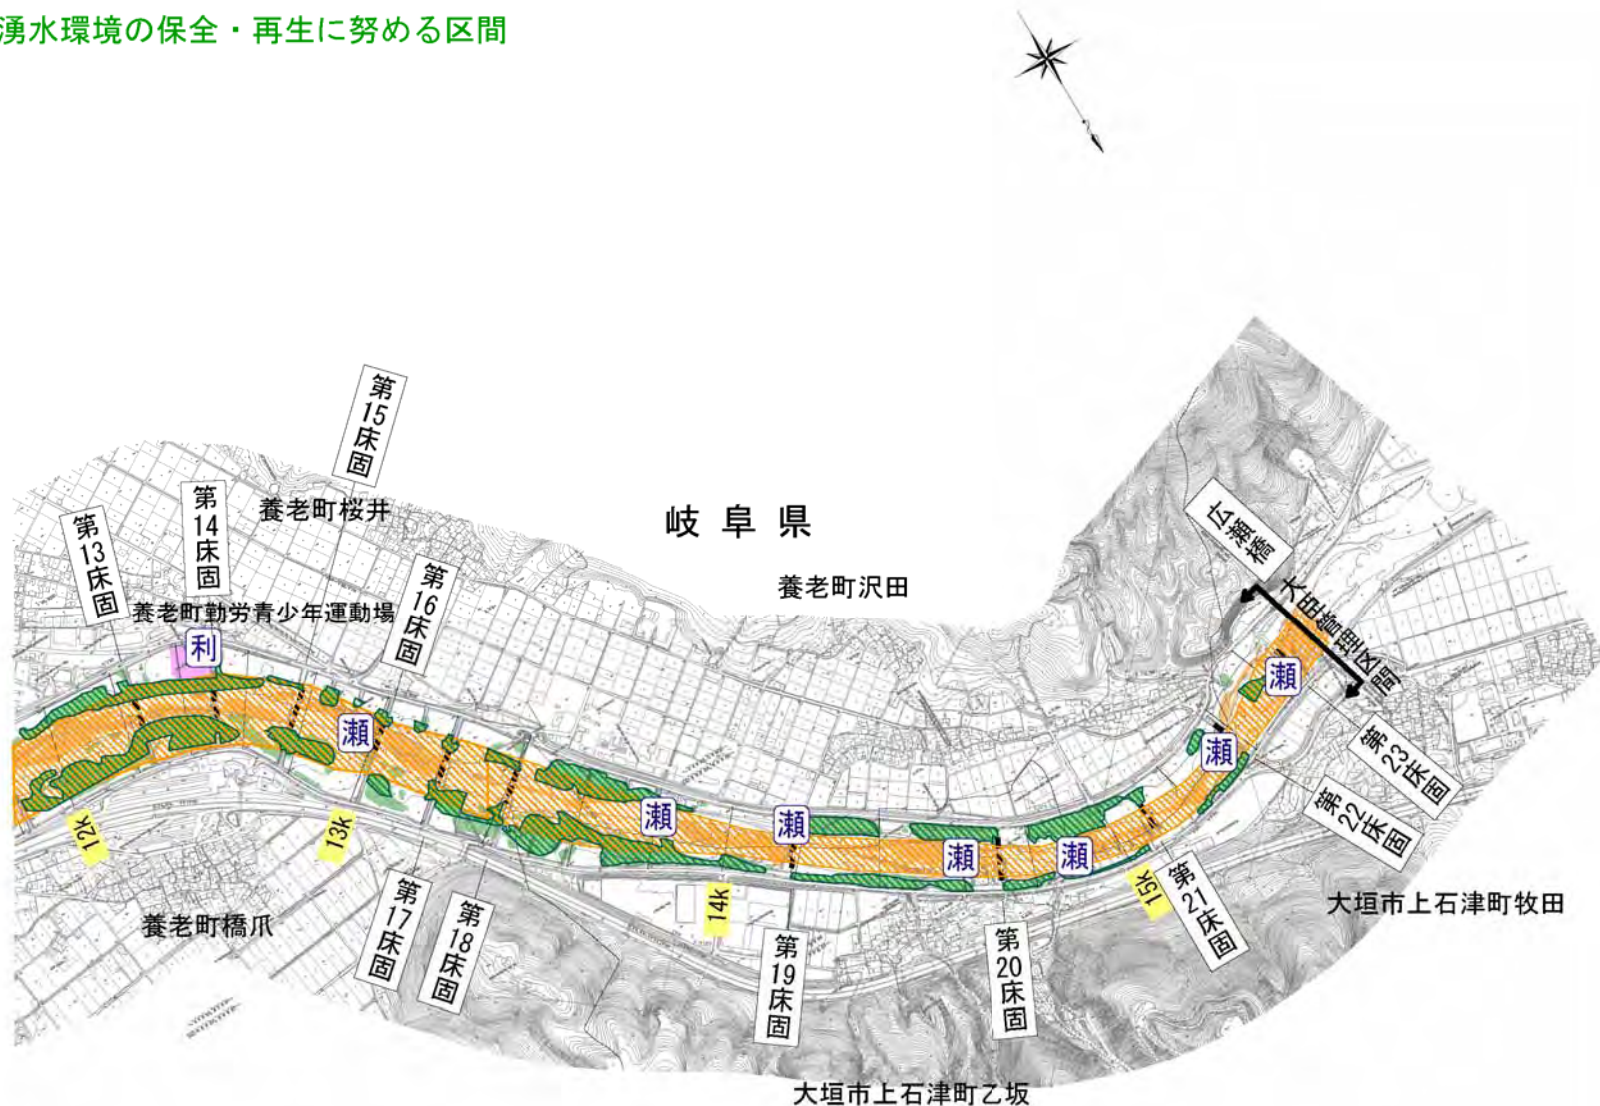 湧水環境の保全・再生に努める区間
第15床固
第14床固
養老町桜井
第13床固
岐阜県
広瀬橋
第16床固
養老町沢田
大臣管理区間
養老町勤労青少年運動場
利
瀬
瀬
瀬
第23床固
瀬
瀬
第22床固
12k
13k
瀬
瀬
14k
15k
第21床固
養老町橋爪
第17床固
第18床固
大垣市上石津町牧田
第19床固
第20床固
大垣市上石津町乙坂